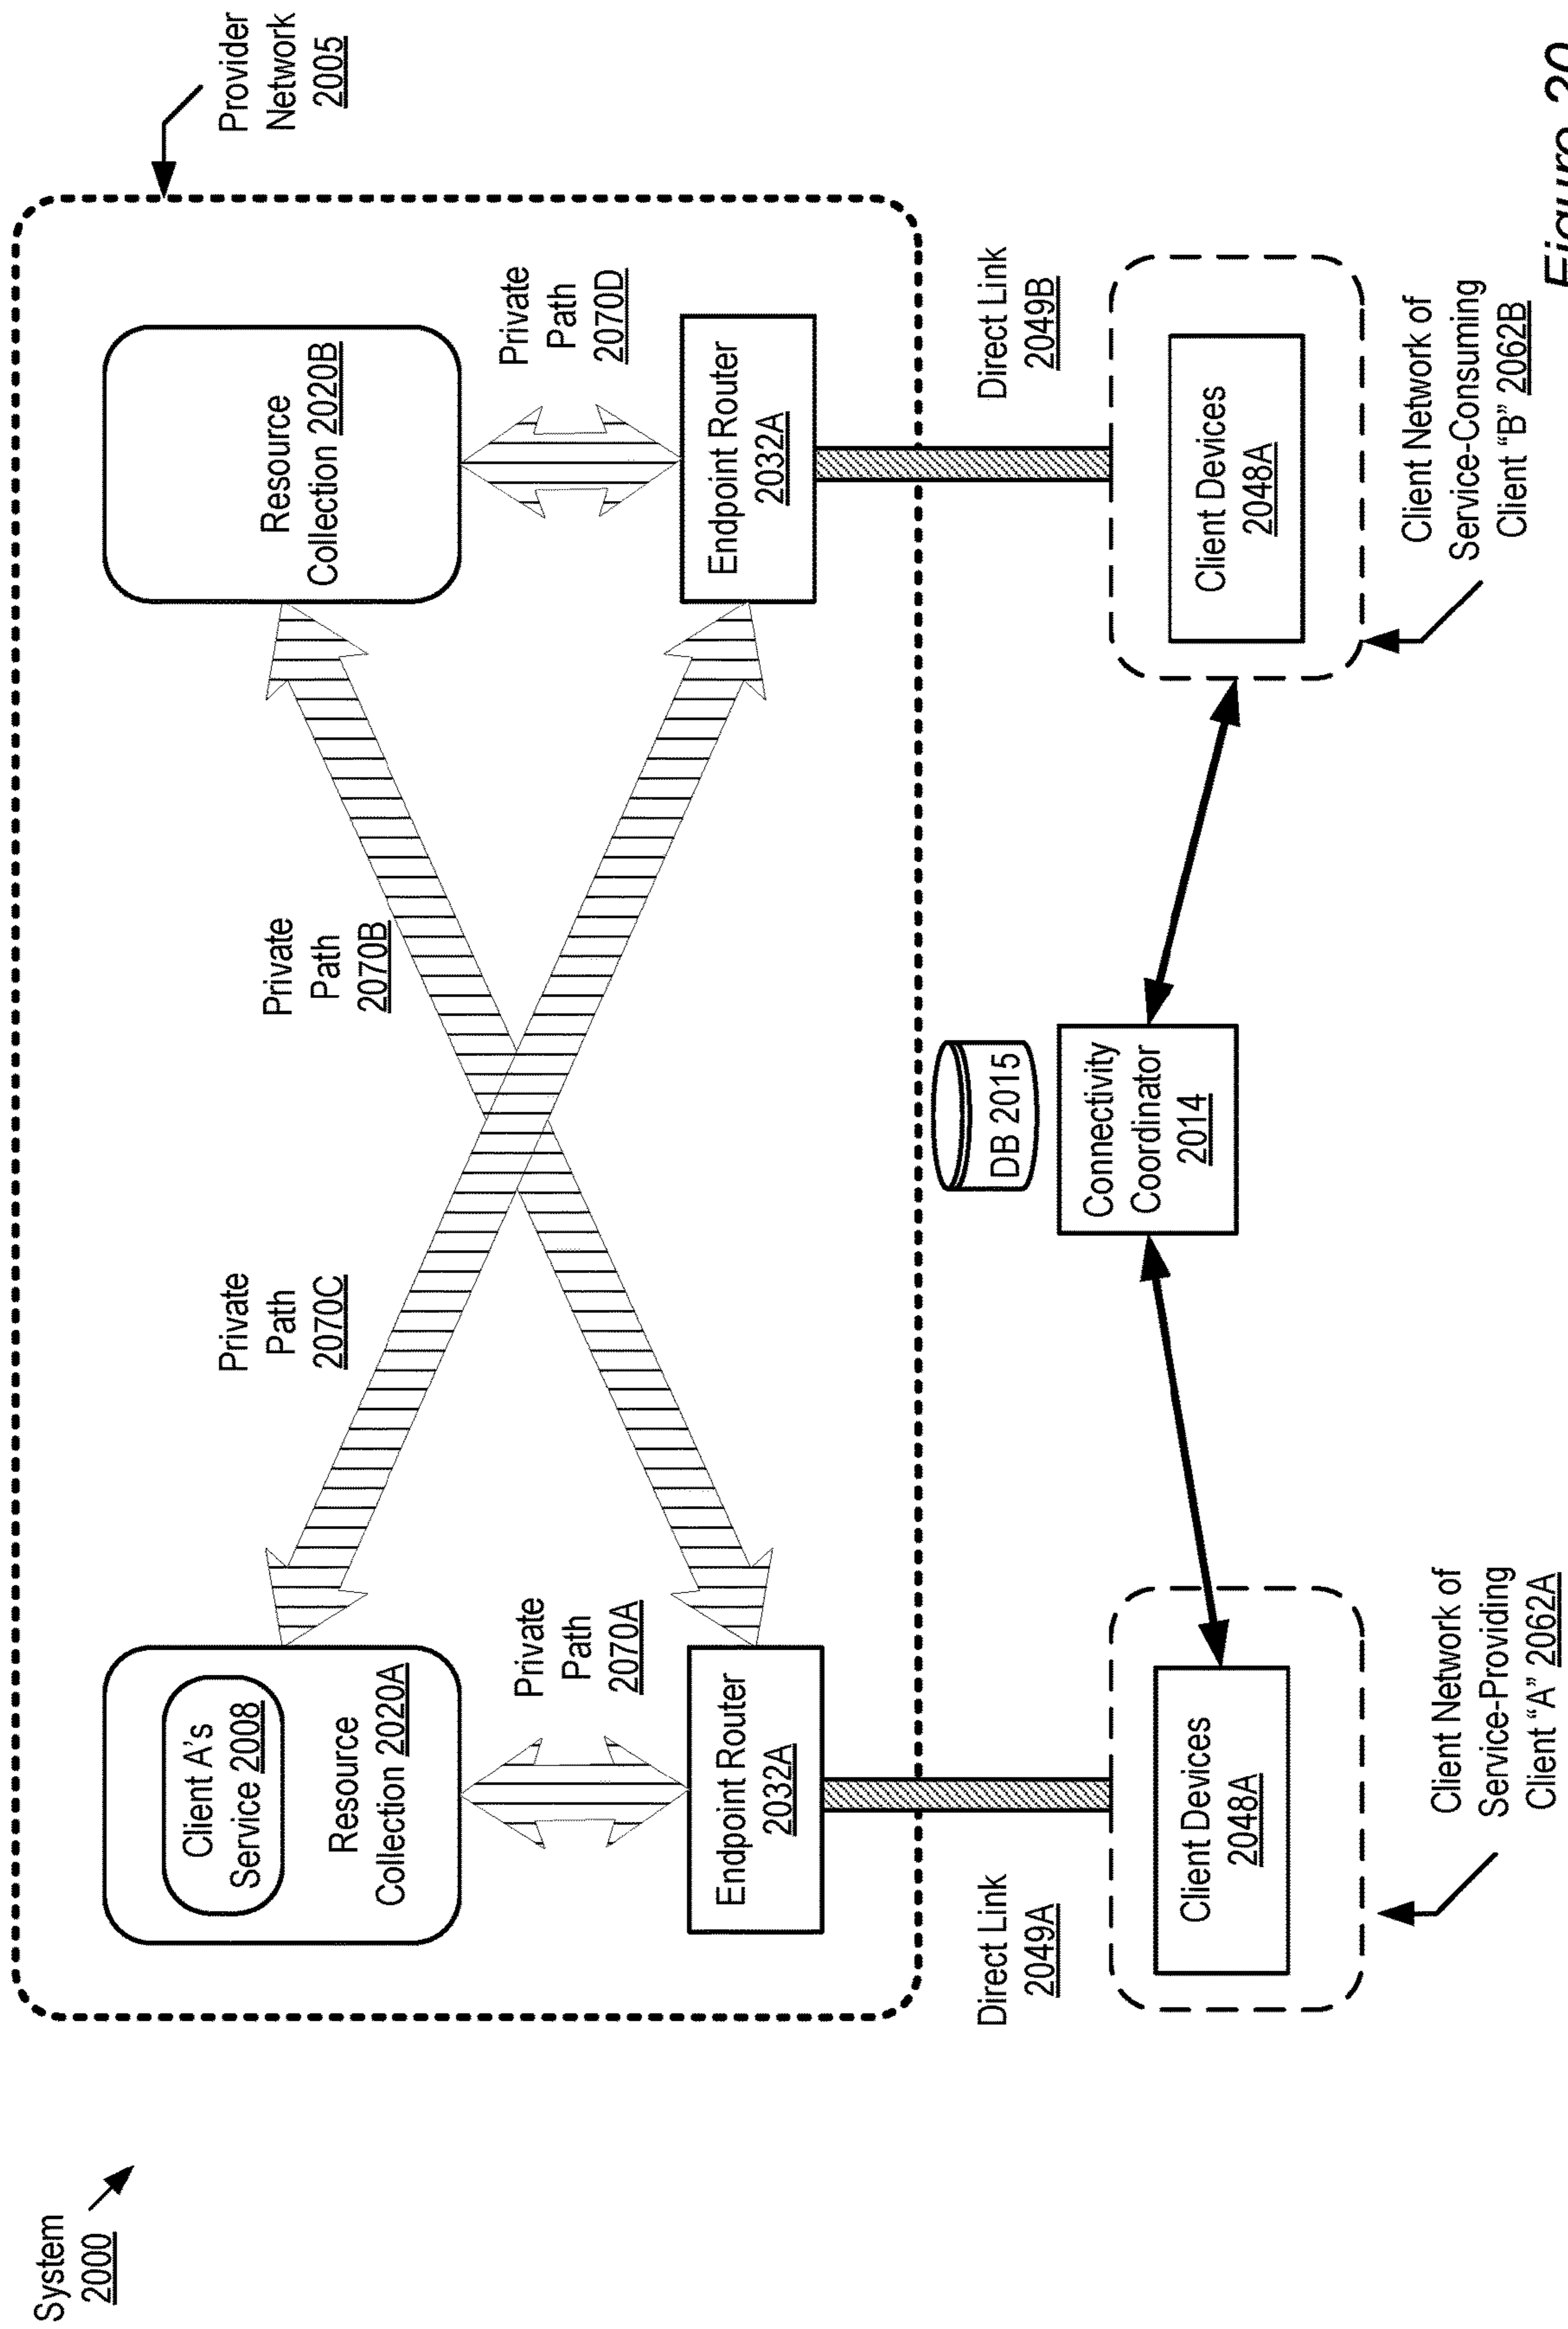 System
2000
Provider
Network
2005
Client A's
Service 2008
Resource
Collection 2020A
Private
Path
2070C
Private
Path
2070B
Resource
Collection 2020B
Private
Path
2070A
Private
Path
2070D
Endpoint Router
2032A
Endpoint Router
2032A
Direct Link
2049A
DB 2015
Direct Link
2049B
Client Devices
2048A
Connectivity
Coordinator
2014
Client Devices
2048A
Client Network of
Service-Providing
Client “A” 2062A
Client Network of
Service-Consuming
Client “B” 2062B
Figure 20